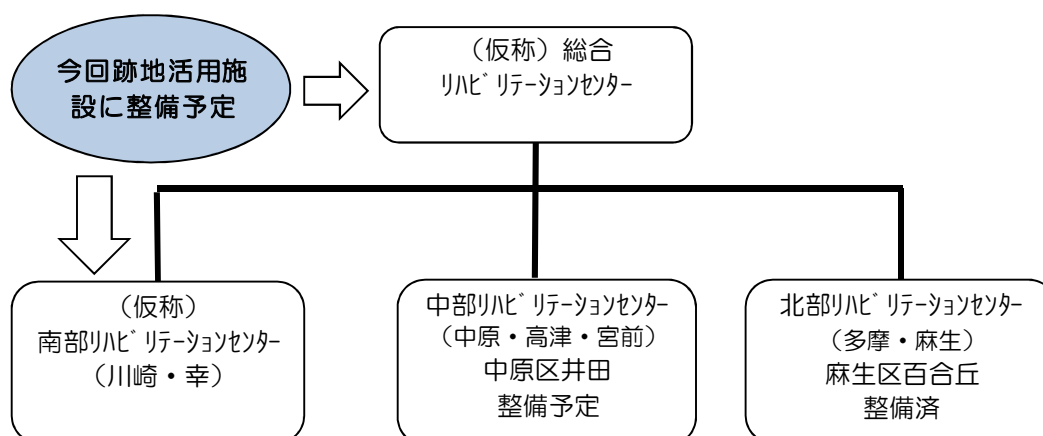 今回跡地活用施
設に整備予定
（仮称）総合
ﾘﾊﾋﾞﾘﾃｰｼｮﾝｾﾝﾀｰ
（仮称）
南部ﾘﾊﾋﾞﾘﾃｰｼｮﾝｾﾝﾀｰ
（川崎・幸）
中部ﾘﾊﾋﾞﾘﾃｰｼｮﾝｾﾝﾀｰ
（中原・高津・宮前）
中原区井田
整備予定
北部ﾘﾊﾋﾞﾘﾃｰｼｮﾝｾﾝﾀｰ
（多摩・麻生）
麻生区百合丘
整備済